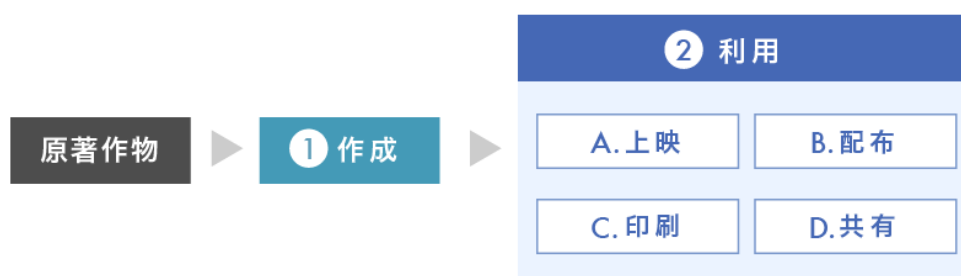 原著作物
① 作成
② 利用
A.上映
B.配布
C.印刷
D.共有